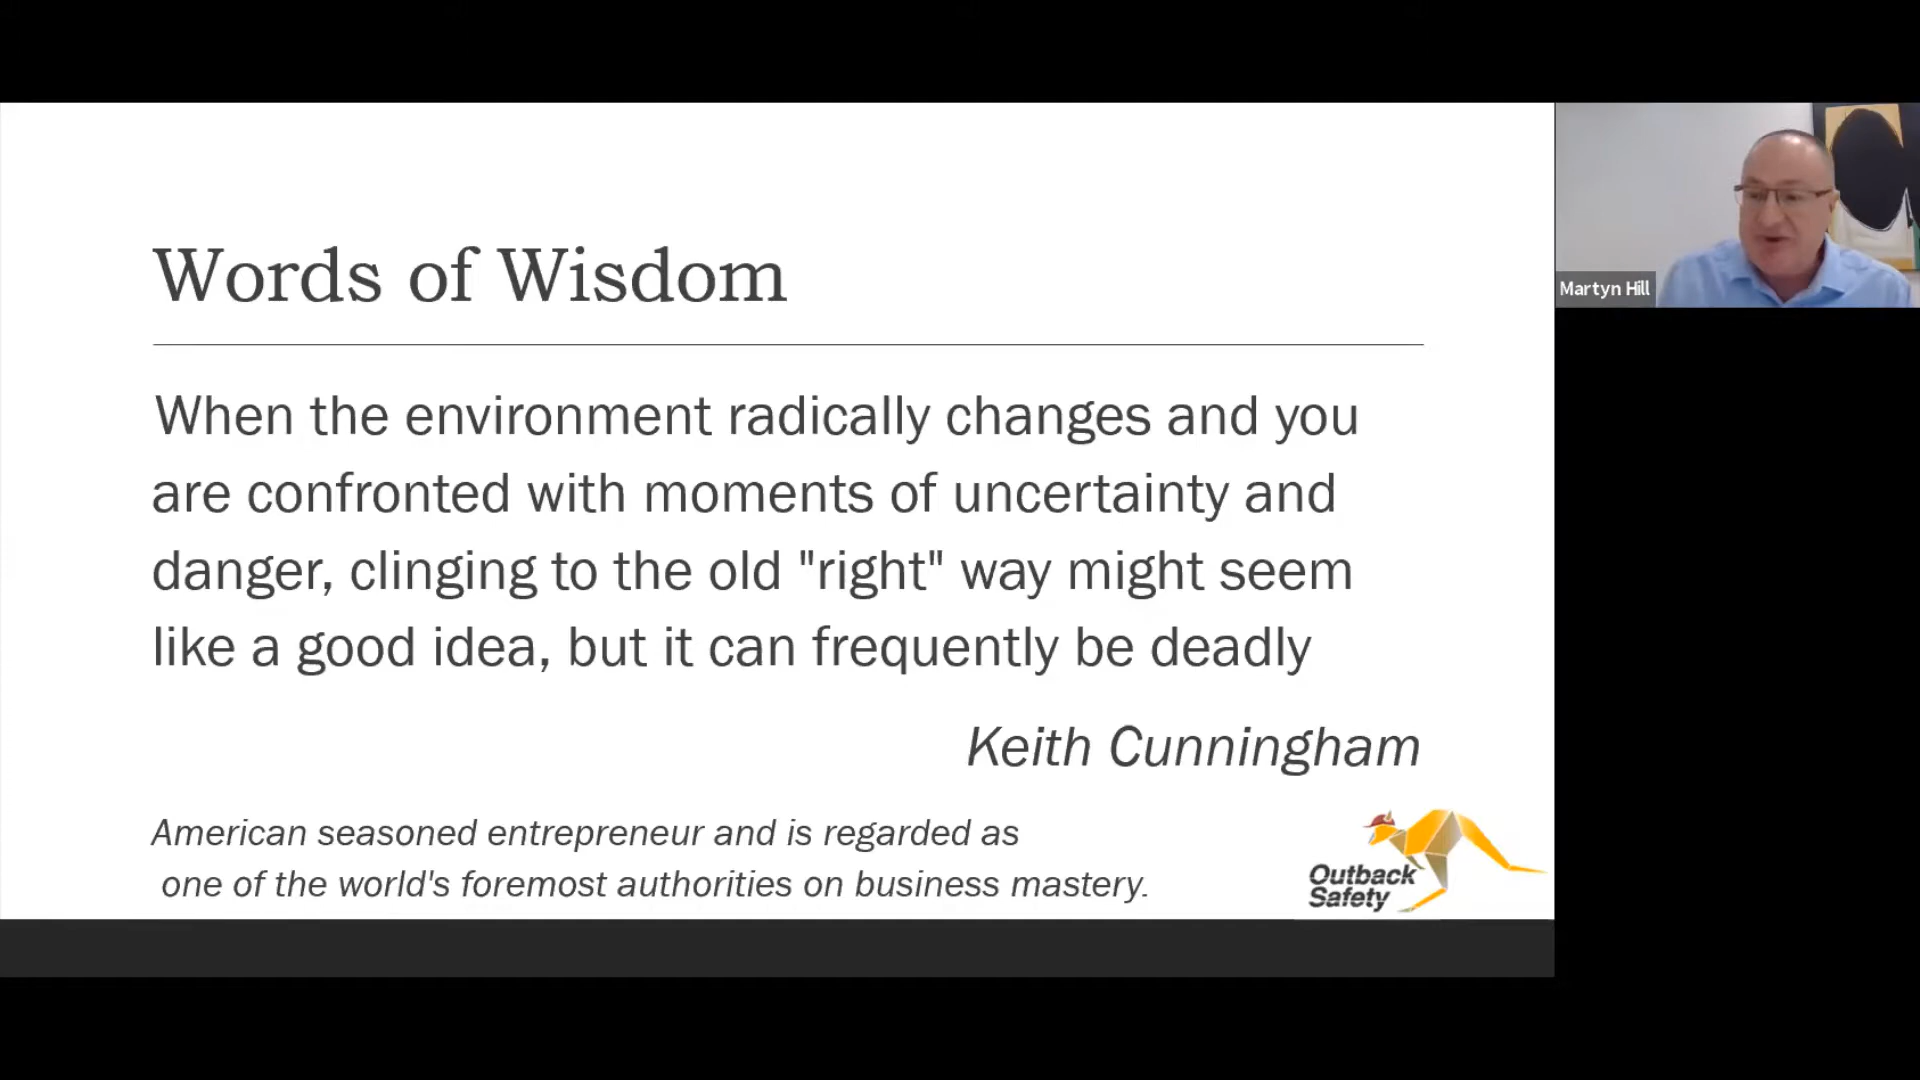 Words of Wisdom
When the environment radically changes and you
are confronted with moments of uncertainty and
danger, clinging to the old "right" way might seem
like a good idea, but it can frequently be deadly
Keith Cunningham
American seasoned entrepreneur and is regarded as
one of the world's foremost authorities on business mastery.
Outback
Safety
Martyn Hill